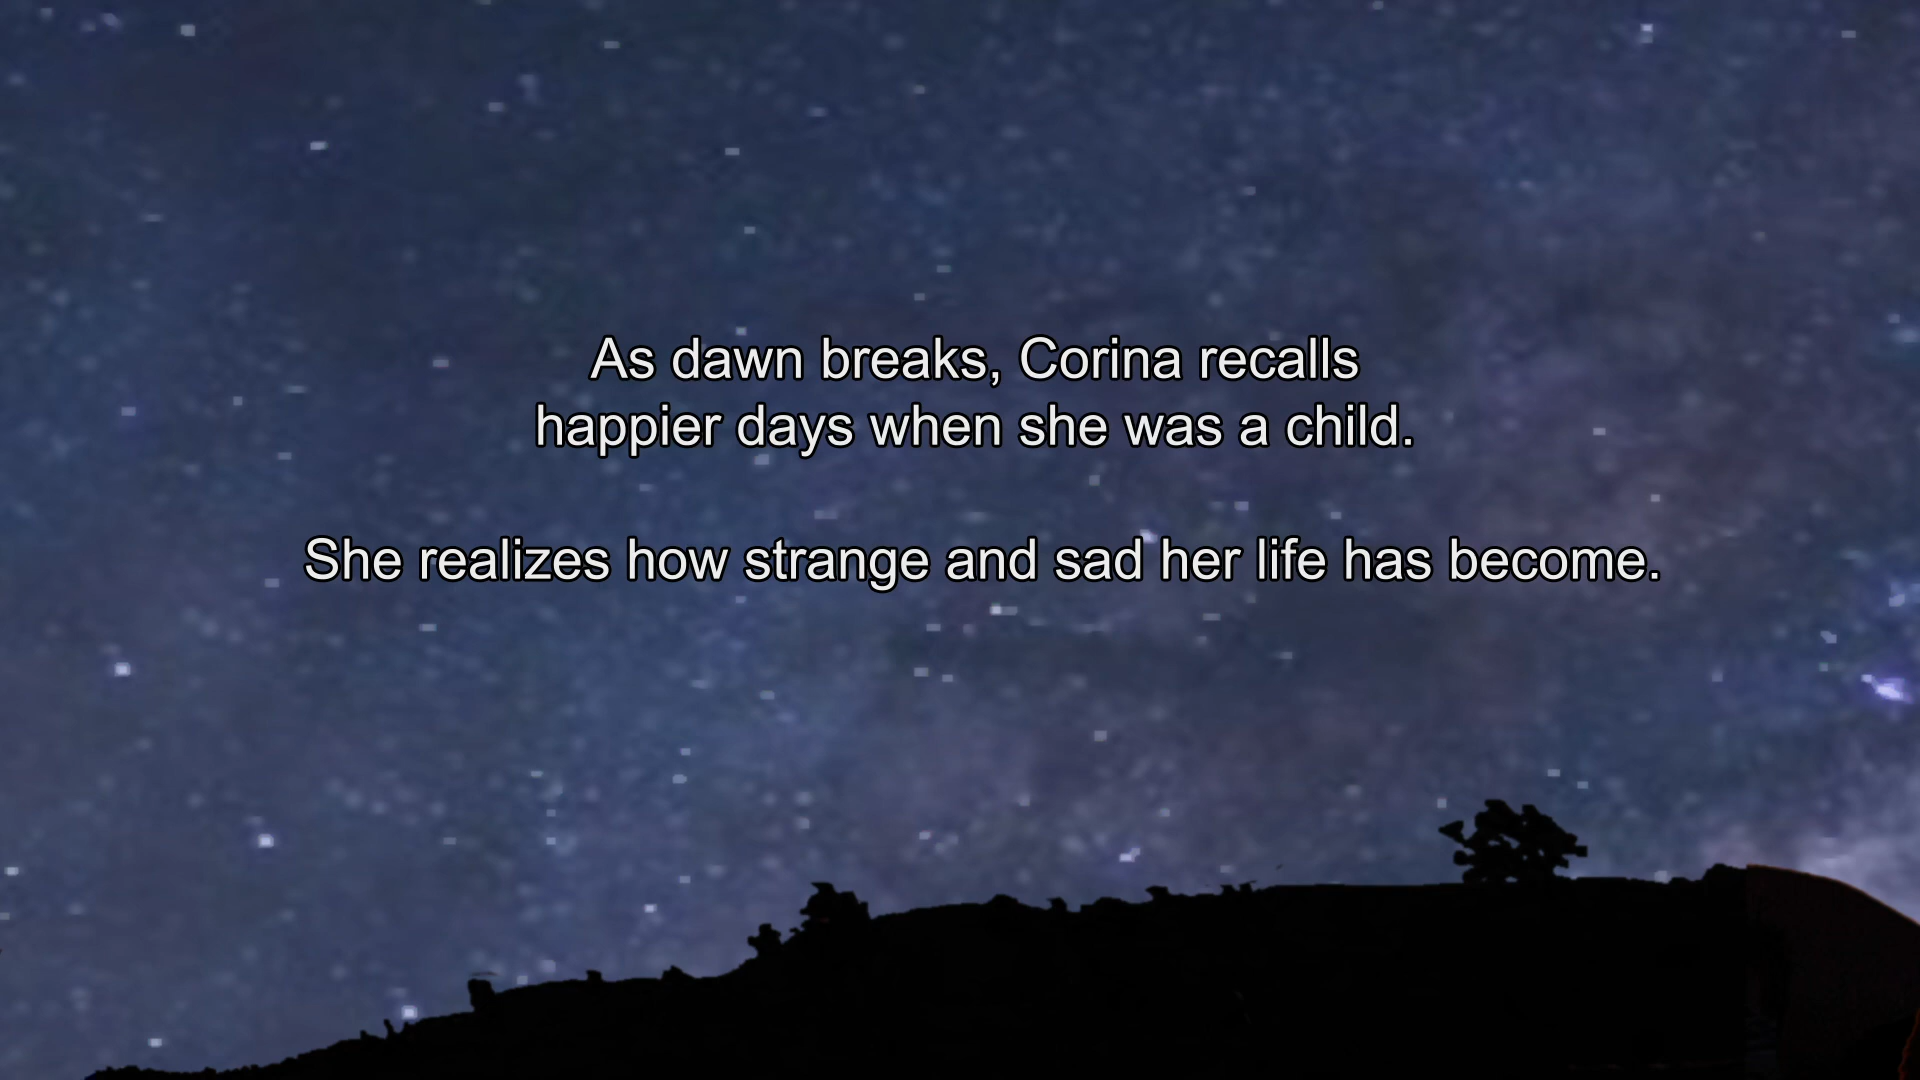 As dawn breaks, Corina recalls
happier days when she was a child.
She realizes how strange and sad her life has become.